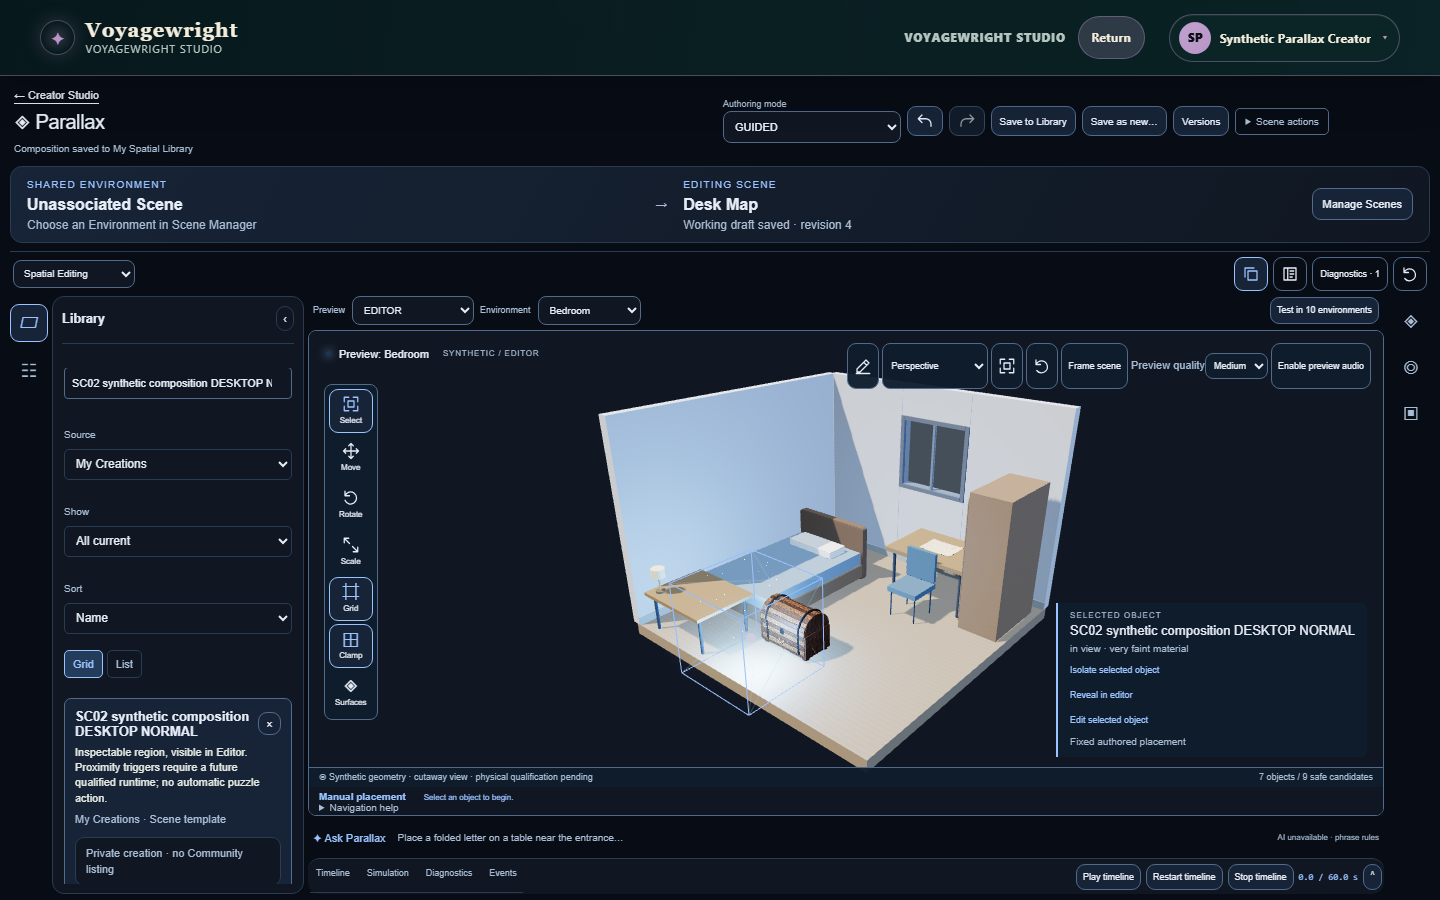 Voyagewright
VOYAGEWRIGHT STUDIO
VOYAGEWRIGHT STUDIO
Return
SP
Synthetic Parallax Creator
← Creator Studio
Parallax
Composition saved to My Spatial Library
Authoring mode
GUIDED
Save to Library
Save as new…
Versions
Scene actions
SHARED ENVIRONMENT
Unassociated Scene
Choose an Environment in Scene Manager
→
EDITING SCENE
Desk Map
Working draft saved · revision 4
Manage Scenes
Spatial Editing
Diagnostics · 1
Library
SC02 synthetic composition DESKTOP N
Source
My Creations
Show
All current
Sort
Name
Grid
List
SC02 synthetic composition
DESKTOP NORMAL
×
Inspectable region, visible in Editor.
Proximity triggers require a future
qualified runtime; no automatic puzzle
action.
My Creations · Scene template
Private creation · no Community
listing
Preview
EDITOR
Environment
Bedroom
Test in 10 environments
Preview: Bedroom
SYNTHETIC / EDITOR
Perspective
Frame scene
Preview quality
Medium
Enable preview audio
Select
Move
Rotate
Scale
Grid
Clamp
Surfaces
SELECTED OBJECT
SC02 synthetic composition DESKTOP NORMAL
in view · very faint material
Isolate selected object
Reveal in editor
Edit selected object
Fixed authored placement
Synthetic geometry · cutaway view · physical qualification pending
7 objects / 9 safe candidates
Manual placement
Select an object to begin.
Navigation help
Ask Parallax
Place a folded letter on a table near the entrance…
AI unavailable · phrase rules
Timeline
Simulation
Diagnostics
Events
Play timeline
Restart timeline
Stop timeline
0.0 / 60.0 s